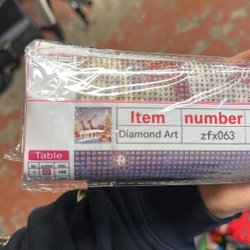 Item number
Diamond Art zfx063
Table